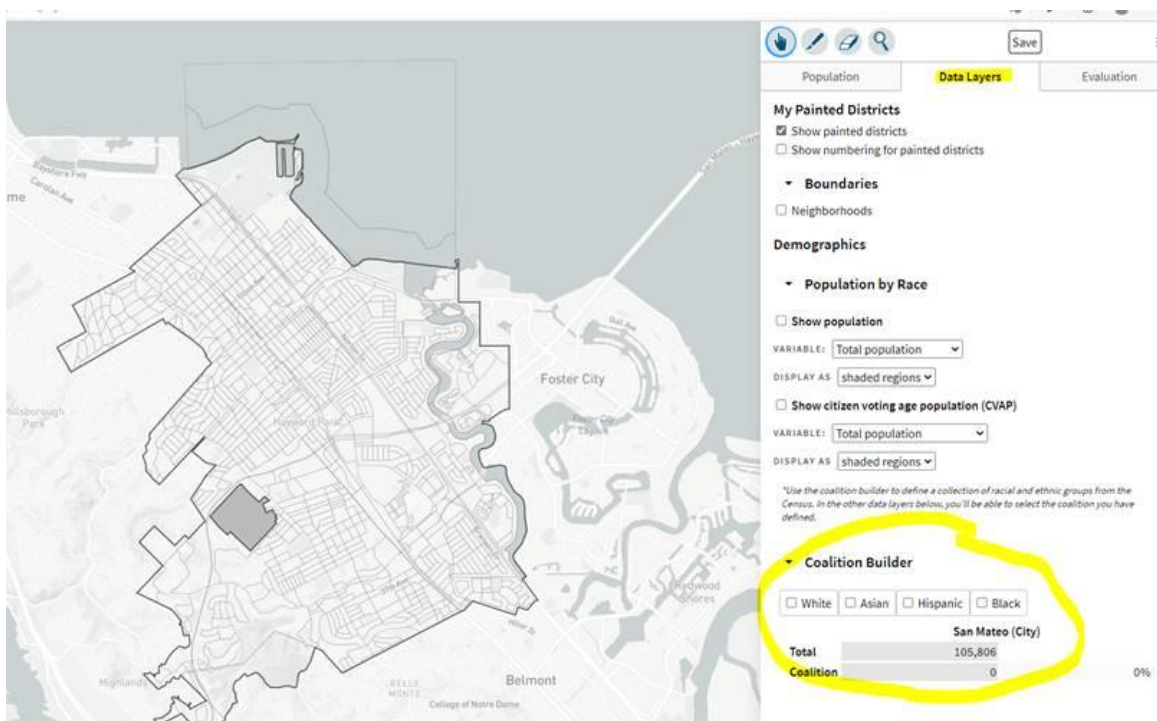 Save
Population
Data Layers
Evaluation
My Painted Districts
Show painted districts
Show numbering for painted districts
Boundaries
Neighborhoods
Demographics
Population by Race
Show population
VARIABLE: Total population
DISPLAY AS shaded regions
Show citizen voting age population (CVAP)
VARIABLE: Total population
DISPLAY AS shaded regions
*Use the coalition builder to define a collection of racial and ethnic groups from the
Census. In the other data layers below, you'll be able to select the coalition you have
defined.
Coalition Builder
White Asian Hispanic Black
San Mateo (City)
Total 105,806
Coalition 0 0%
Bayshore Fwy
Carolan Ave
me
Foster City
Hayward Park
Hillsborough
Park
Redwood
Shores
Highlands
BELLE
MONTE
Belmont
College of Notre Dame